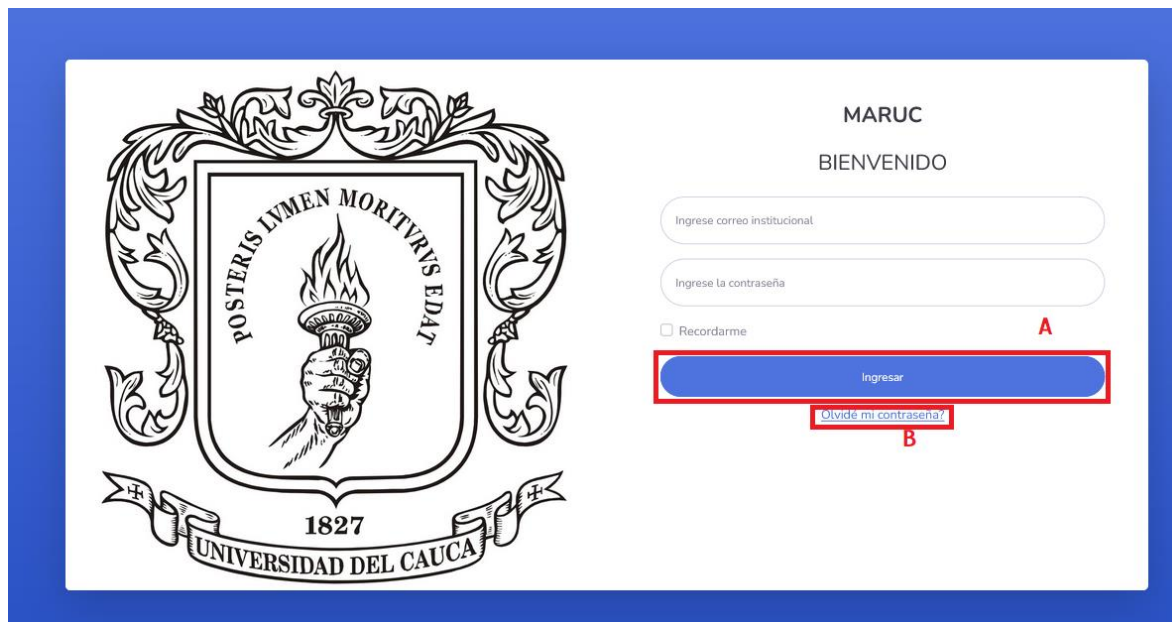 POSTERIS LVMEN MORITVRVS EDAT
1827
UNIVERSIDAD DEL CAUCA
MARUC
BIENVENIDO
Ingrese correo institucional
Ingrese la contraseña
Recordarme
A
Ingresar
Olvidé mi contraseña?
B